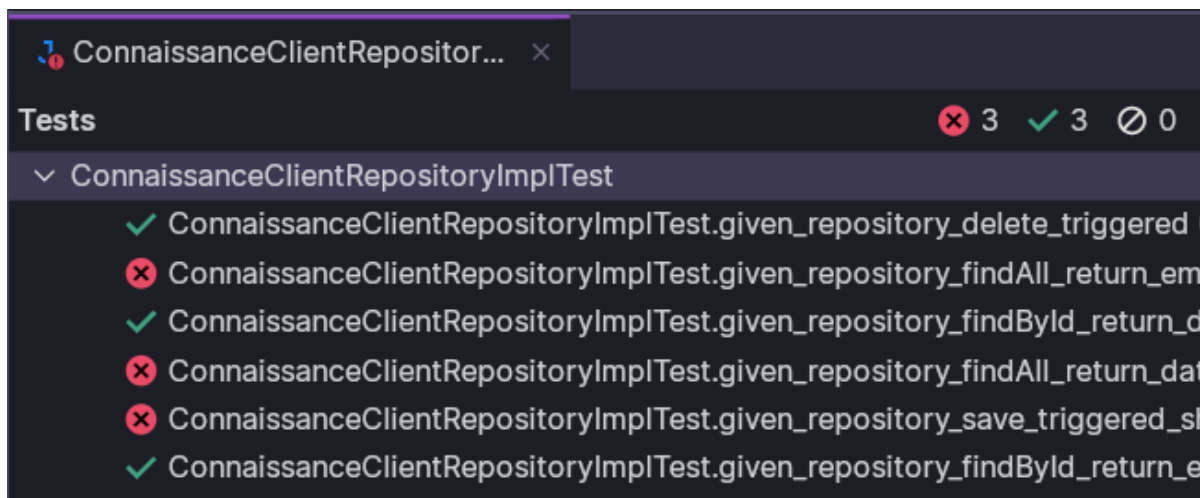 ConnaissanceClientRepositor...
Tests 3 3 0
ConnaissanceClientRepositoryImplTest
ConnaissanceClientRepositoryImplTest.given_repository_delete_triggered
ConnaissanceClientRepositoryImplTest.given_repository_findAll_return_em
ConnaissanceClientRepositoryImplTest.given_repository_findById_return_d
ConnaissanceClientRepositoryImplTest.given_repository_findAll_return_dat
ConnaissanceClientRepositoryImplTest.given_repository_save_triggered_sh
ConnaissanceClientRepositoryImplTest.given_repository_findById_return_e